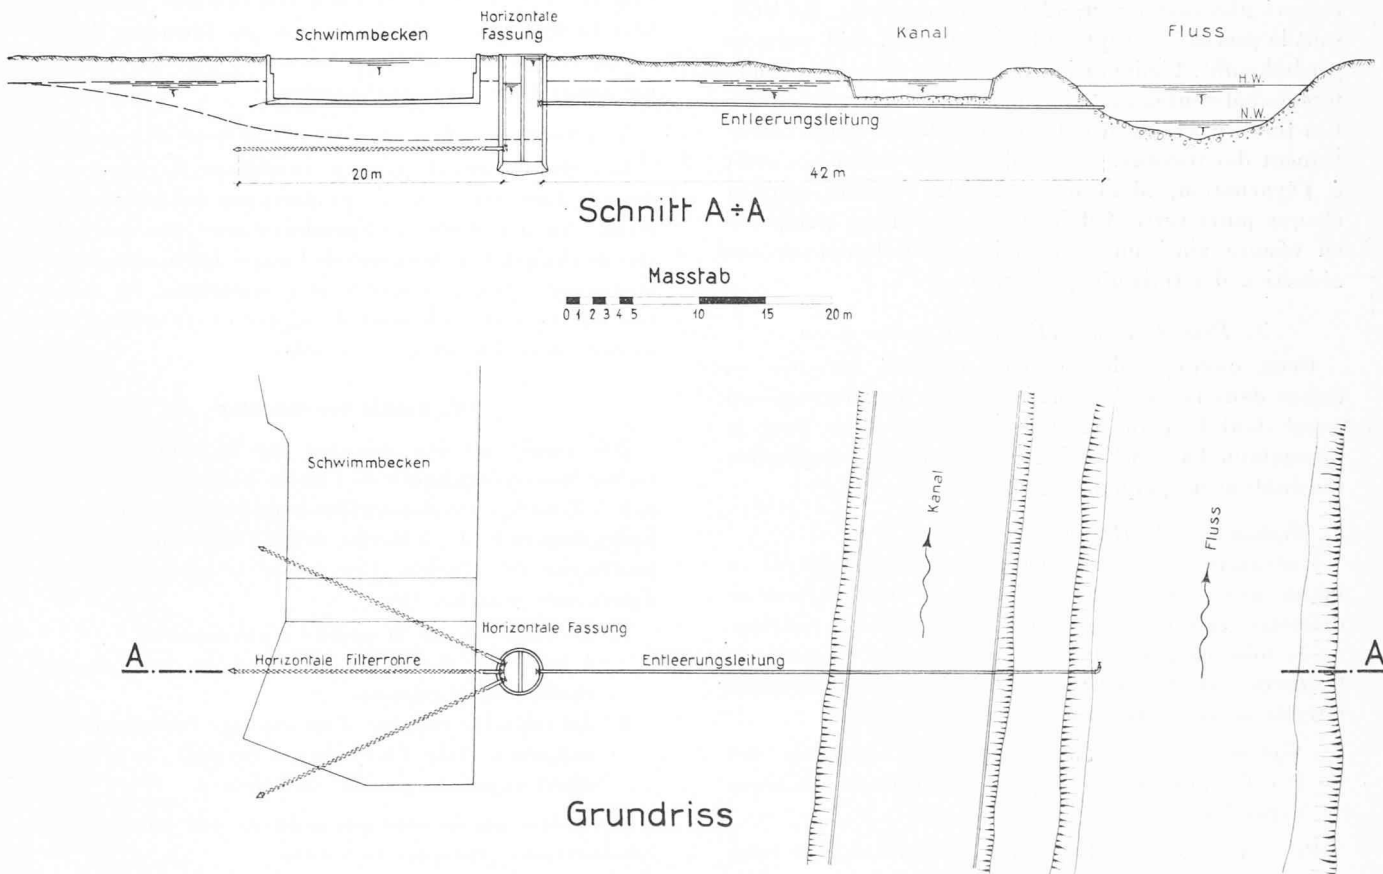 Schwimmbecken
Horizontale
Fassung
Kanal
Fluss
H.W.
N.W.
Entleerungsleitung
20 m
42 m
Schnitt A÷A
Masstab
0 1 2 3 4 5 10 15 20 m
Schwimmbecken
Kanal
Fluss
Horizontale Fassung
A
Horizontale Filterrohre
Entleerungsleitung
A
Grundriss